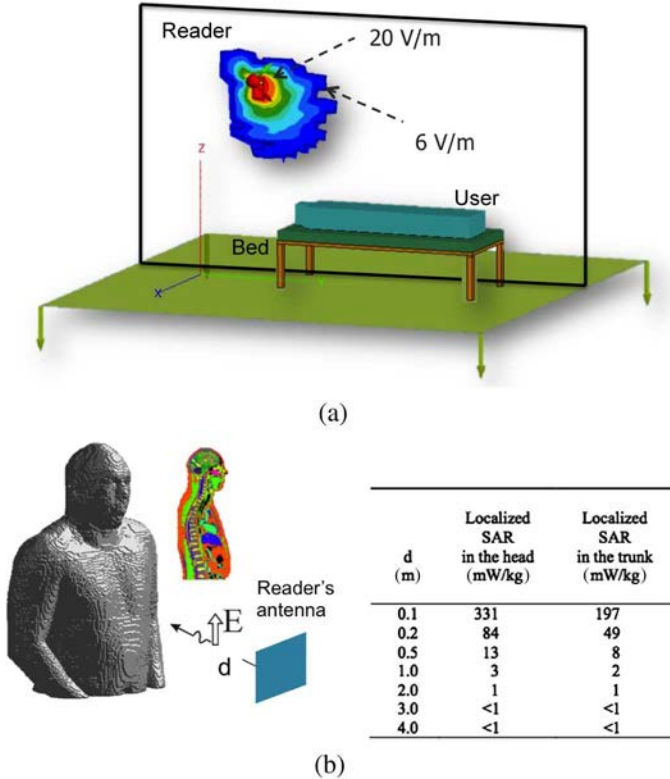 Reader
20 V/m
6 V/m
z
User
Bed
x
Y
(a)
Reader's
antenna
E
d
d
(m)
Localized
SAR
in the head
(mW/kg)
Localized
SAR
in the trunk
(mW/kg)
0.1 331 197
0.2 84 49
0.5 13 8
1.0 3 2
2.0 1 1
3.0 <1 <1
4.0 <1 <1
(b)